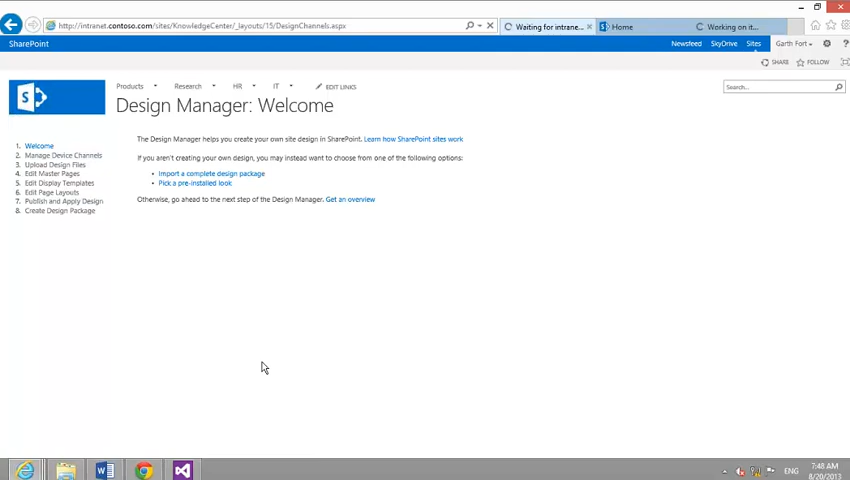 http://intranet.contoso.com/sites/KnowledgeCenter/_layouts/15/DesignChannels.aspx
Waiting for intrane...
Home
Working on it...
SharePoint
Newsfeed
SkyDrive
Sites
Garth Fort
?
SHARE
FOLLOW
Products
Research
HR
IT
EDIT LINKS
Search...
Design Manager: Welcome
1. Welcome
2. Manage Device Channels
3. Upload Design Files
4. Edit Master Pages
5. Edit Display Templates
6. Edit Page Layouts
7. Publish and Apply Design
8. Create Design Package
The Design Manager helps you create your own site design in SharePoint. Learn how SharePoint sites work
If you aren't creating your own design, you may instead want to choose from one of the following options:
• Import a complete design package
• Pick a pre-installed look
Otherwise, go ahead to the next step of the Design Manager. Get an overview
ENG
7:48 AM
8/20/2013